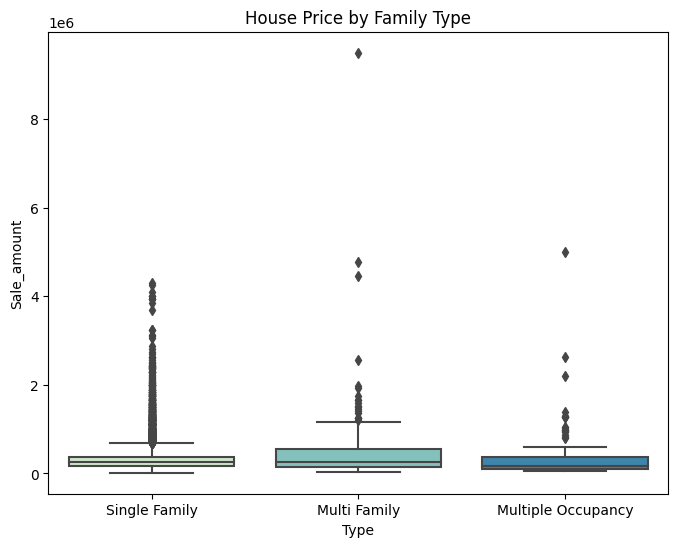 House Price by Family Type
1e6
8
6
4
2
0
Sale_amount
Single Family
Multi Family
Multiple Occupancy
Type